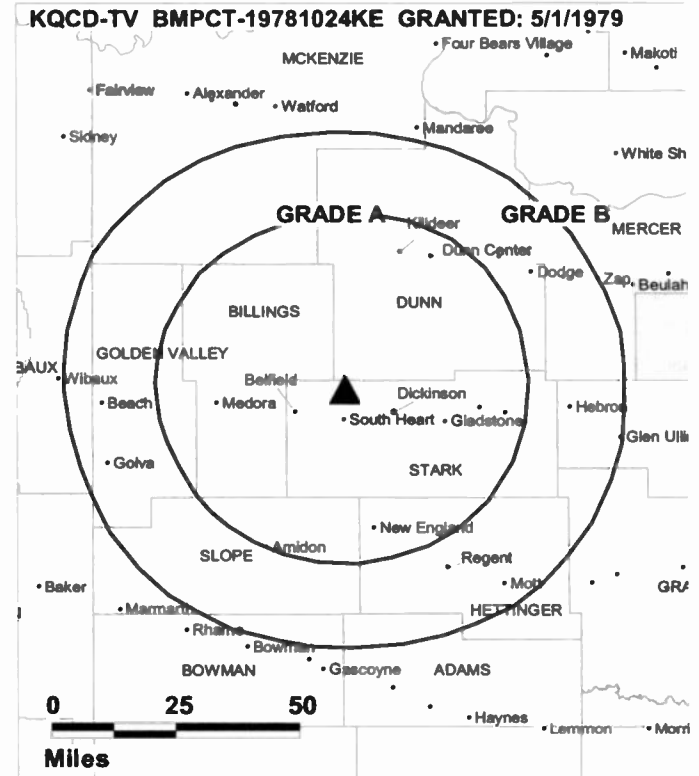 KQCD-TV BMPCT-19781024KE GRANTED: 5/1/1979
Four Bears Village
Makoti
MCKENZIE
Fairview
Alexander
Watford
Mandaree
Sidney
White Sh
GRADE A
GRADE B
Killdeer
MERCER
Dunn Center
Dodge
Zap
Beulah
BILLINGS
DUNN
GOLDEN VALLEY
BAUX
Wibaux
Belfield
Dickinson
Beach
Medora
South Heart
Gladstone
Hebron
Glen Ulli
Golva
STARK
New England
SLOPE
Amidon
Regent
Baker
Mott
GRA
Marmarth
HETTINGER
Rhame
Bowman
BOWMAN
Gascoyne
ADAMS
0 25 50
Haynes
Lemmon
Morri
Miles